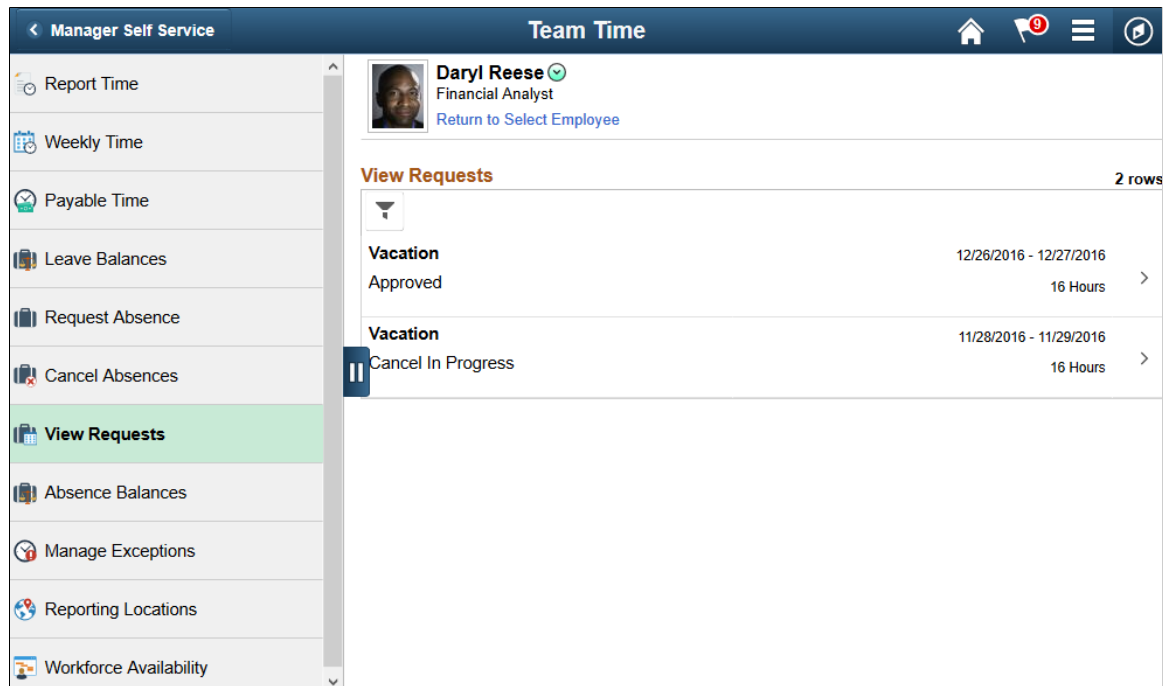 Manager Self Service
Team Time
9
Report Time
Weekly Time
Payable Time
Leave Balances
Request Absence
Cancel Absences
View Requests
Absence Balances
Manage Exceptions
Reporting Locations
Workforce Availability
Daryl Reese
Financial Analyst
Return to Select Employee
View Requests
2 rows
Vacation 12/26/2016 - 12/27/2016
Approved 16 Hours
Vacation 11/28/2016 - 11/29/2016
Cancel In Progress 16 Hours